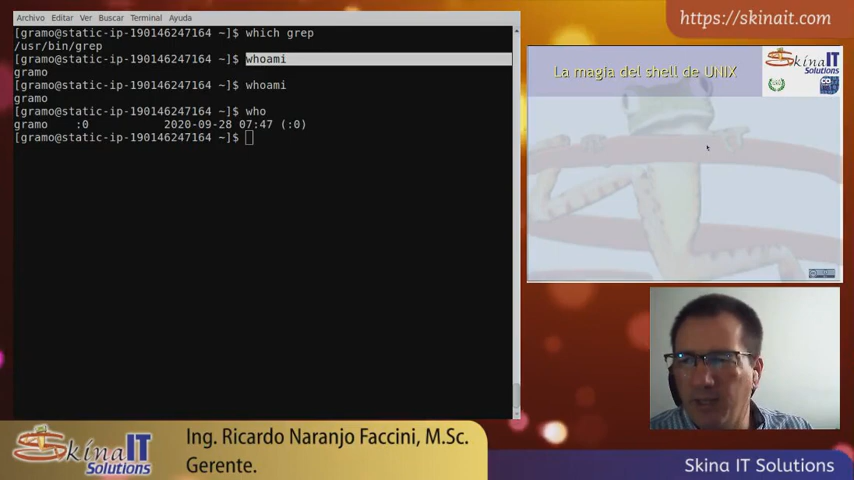 Archivo Editar Ver Buscar Terminal Ayuda
[gramo@static-ip-190146247164 ~]$ which grep
/usr/bin/grep
[gramo@static-ip-190146247164 ~]$ whoami
gramo
[gramo@static-ip-190146247164 ~]$ whoami
gramo
[gramo@static-ip-190146247164 ~]$ who
gramo    :0           2020-09-28 07:47 (:0)
[gramo@static-ip-190146247164 ~]$
https://skinait.com
La magia del shell de UNIX
Skina IT
Solutions
Skina IT
Solutions
Ing. Ricardo Naranjo Faccini, M.Sc.
Gerente.
Skina IT Solutions